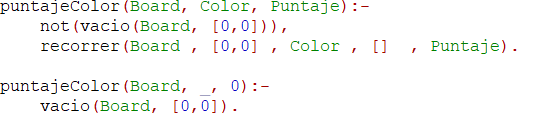 puntajeColor(Board, Color, Puntaje):-
    not(vacio(Board, [0,0])),
    recorrer(Board , [0,0] , Color , []  , Puntaje).

puntajeColor(Board, _, 0):-
    vacio(Board, [0,0]).